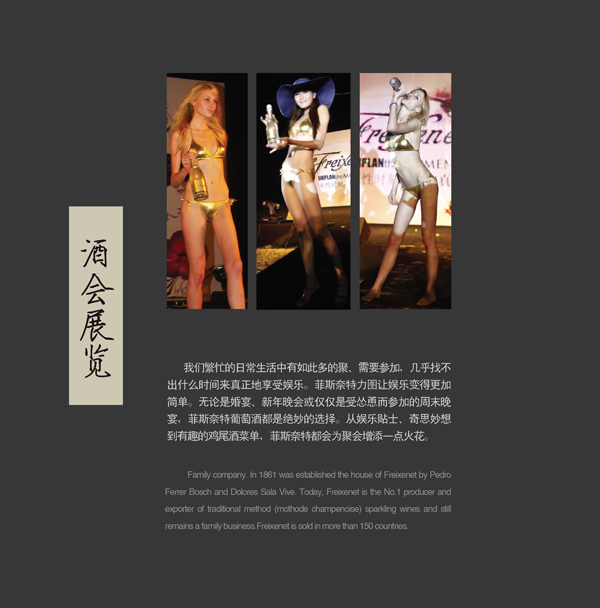 酒会展览
Freixenet
Freixenet
我们繁忙的日常生活中有如此多的聚、需要参加，几乎找不
出什么时间来真正地享受娱乐。菲斯奈特力图让娱乐变得更加
简单。无论是婚宴、新年晚会或仅仅是受怂恿而参加的周末晚
宴，菲斯奈特葡萄酒都是绝妙的选择。从娱乐贴士、奇思妙想
到有趣的鸡尾酒菜单，菲斯奈特都会为聚会增添一点火花。
Family company. In 1861 was established the house of Freixenet by Pedro
Ferrer Bosch and Dolores Sala Vive. Today, Freixenet is the No.1 producer and
exporter of traditional method (mothode champenoise) sparkling wines and still
remains a family business.Freixenet is sold in more than 150 countries.